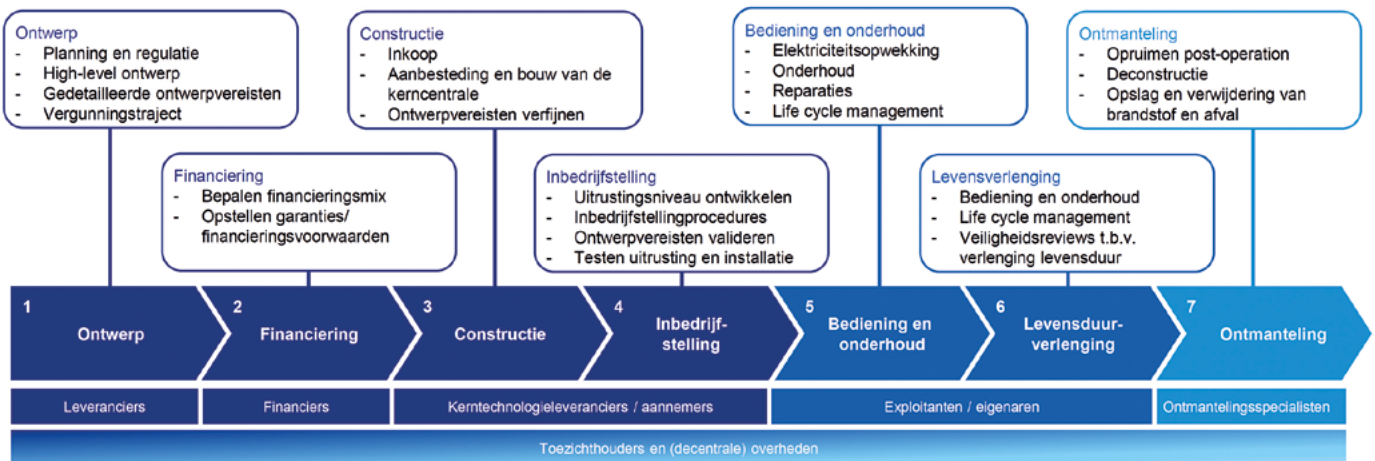 Ontwerp
- Planning en regulatie
- High-level ontwerp
- Gedetailleerde ontwerpvereisten
- Vergunningstraject
Constructie
- Inkoop
- Aanbesteding en bouw van de
kerncentrale
- Ontwerpvereisten verfijnen
Bediening en onderhoud
- Elektriciteitsopwekking
- Onderhoud
- Reparaties
- Life cycle management
Ontmanteling
- Opruimen post-operation
- Deconstructie
- Opslag en verwijdering van
brandstof en afval
Financiering
- Bepalen financieringsmix
- Opstellen garanties/
financieringsvoorwaarden
Inbedrijfstelling
- Uitrustingsniveau ontwikkelen
- Inbedrijfstellingprocedures
- Ontwerpvereisten valideren
- Testen uitrusting en installatie
Levensverlenging
- Bediening en onderhoud
- Life cycle management
- Veiligheidsreviews t.b.v.
verlenging levensduur
1
Ontwerp
2
Financiering
3
Constructie
4
Inbedrijf-
stelling
5
Bediening en
onderhoud
6
Levensduur-
verlenging
7
Ontmanteling
Leveranciers
Financiers
Kerntechnologieleveranciers / aannemers
Exploitanten / eigenaren
Ontmantelingsspecialisten
Toezichthouders en (decentrale) overheden